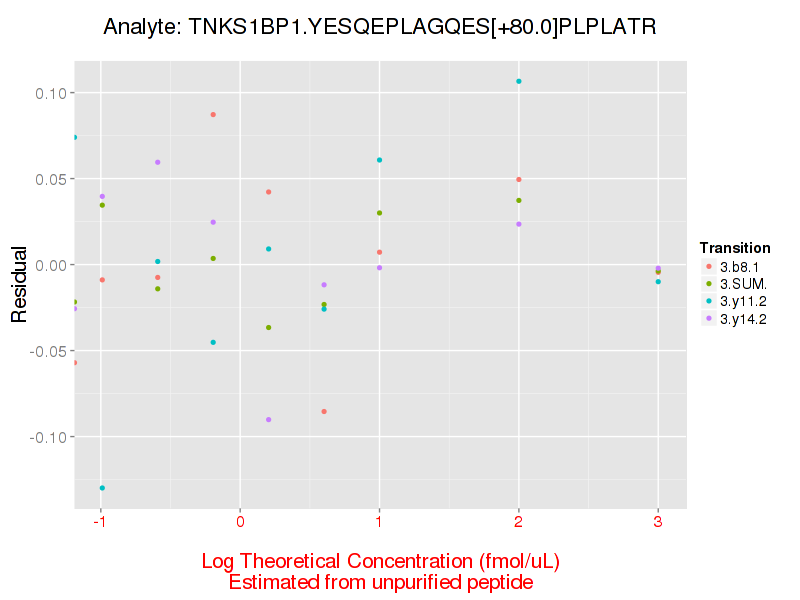 Analyte: TNKS1BP1.YESQEPLAGQES[+80.0]PLPLATR
0.10
0.05
0.00
-0.05
-0.10
Residual
-1 0 1 2 3
Log Theoretical Concentration (fmol/uL)
Estimated from unpurified peptide
Transition
3.b8.1
3.SUM.
3.y11.2
3.y14.2